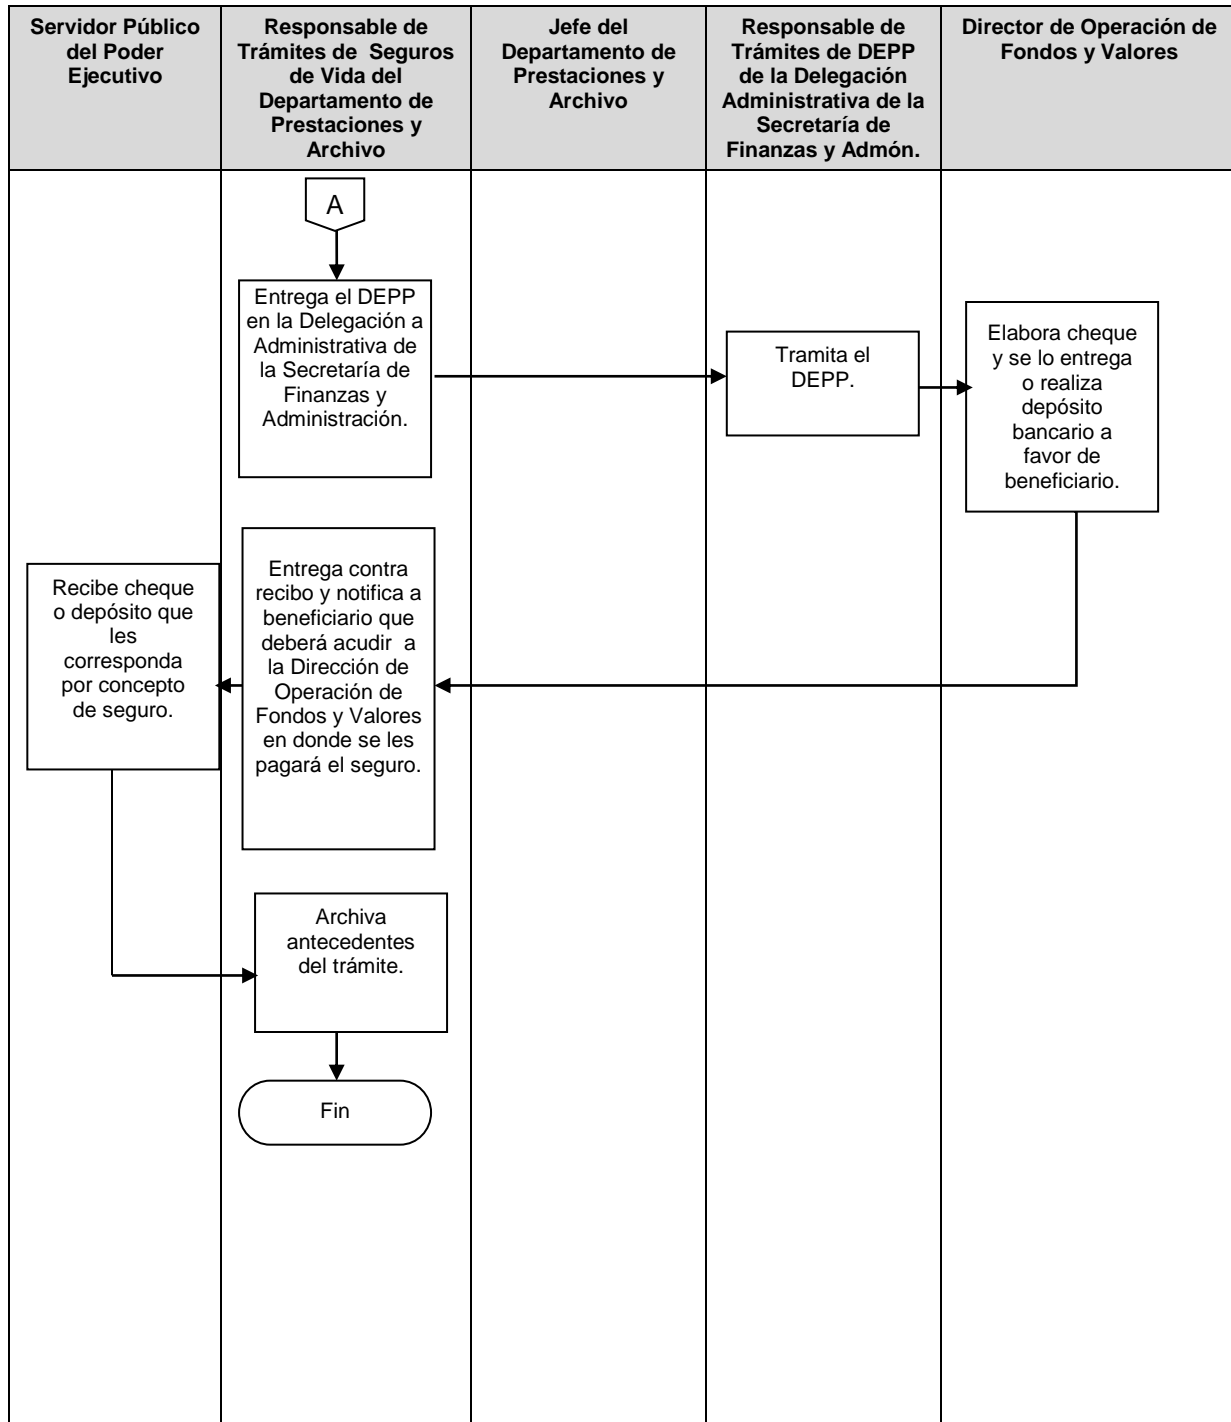 Servidor Público
del Poder
Ejecutivo
Responsable de
Trámites de Seguros
de Vida del
Departamento de
Prestaciones y
Archivo
Jefe del
Departamento de
Prestaciones y
Archivo
Responsable de
Trámites de DEPP
de la Delegación
Administrativa de la
Secretaría de
Finanzas y Admón.
Director de Operación de
Fondos y Valores
A
Entrega el DEPP
en la Delegación a
Administrativa de
la Secretaría de
Finanzas y
Administración.
Tramita el
DEPP.
Elabora cheque
y se lo entrega
o realiza
depósito
bancario a
favor de
beneficiario.
Entrega contra
recibo y notifica a
beneficiario que
deberá acudir a
la Dirección de
Operación de
Fondos y Valores
en donde se les
pagará el seguro.
Recibe cheque
o depósito que
les
corresponda
por concepto
de seguro.
Archiva
antecedentes
del trámite.
Fin